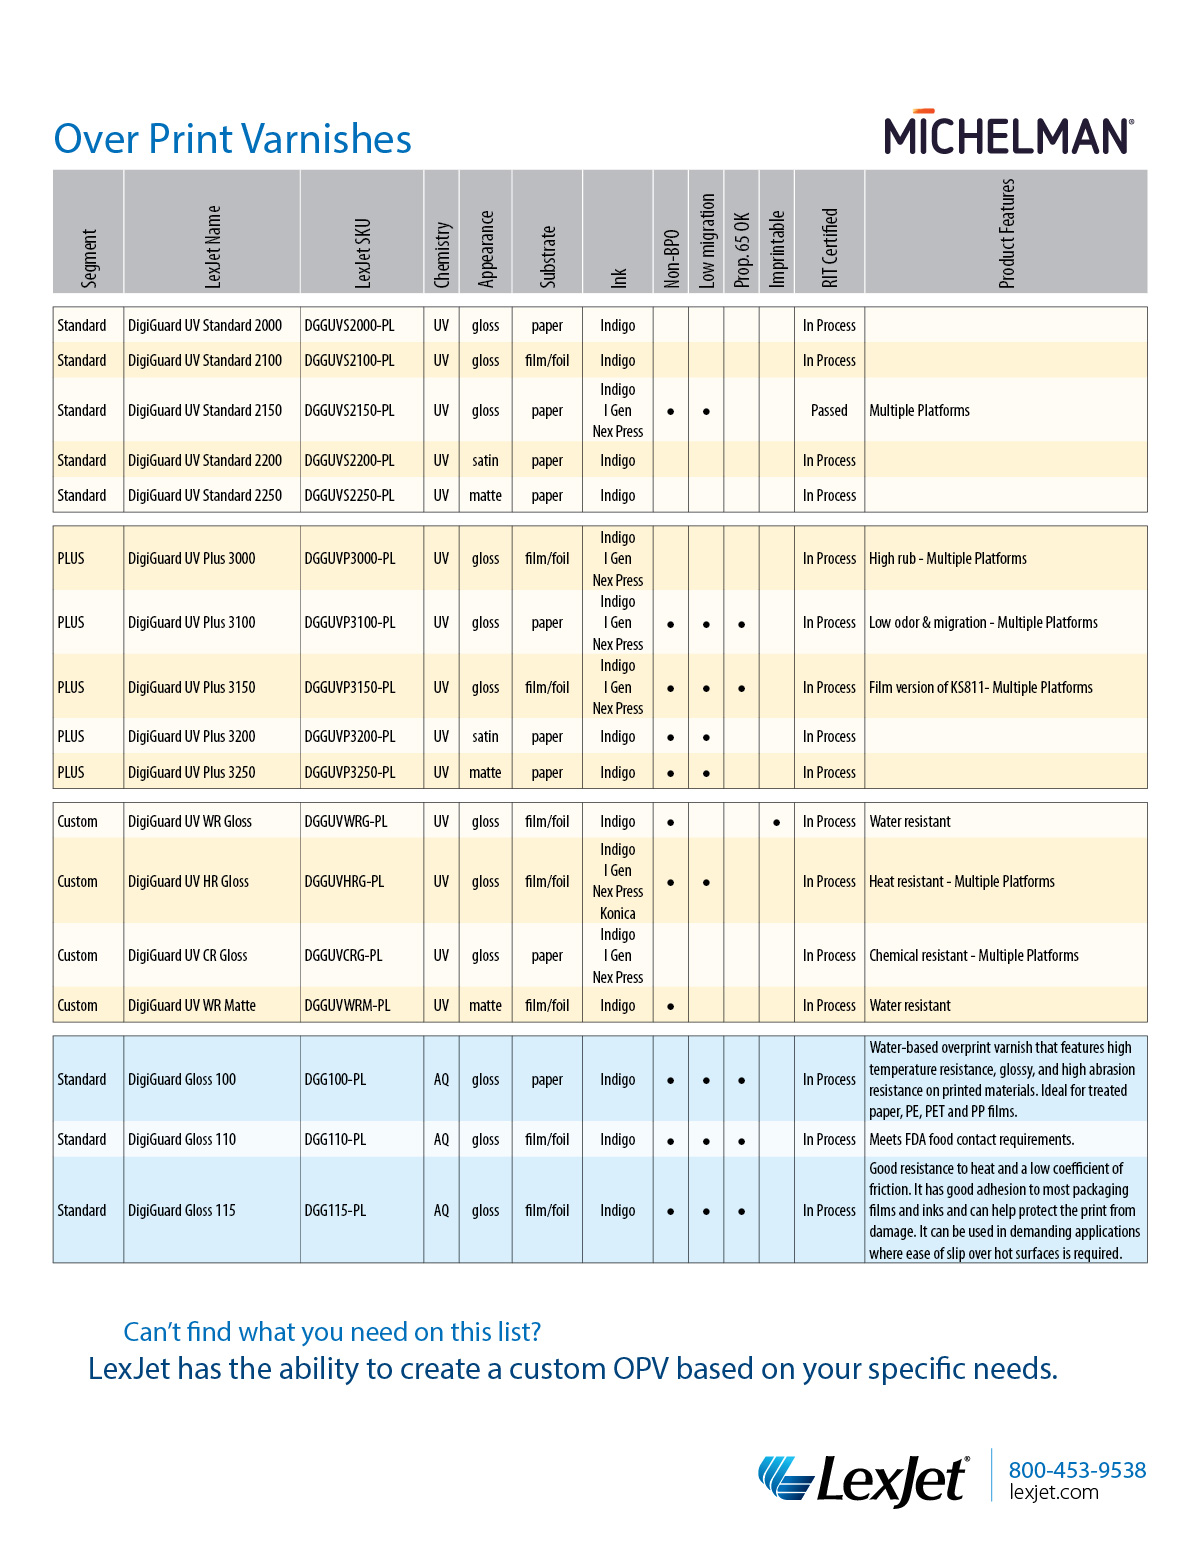 Over Print Varnishes
MICHELMAN®
Segment LexJet Name LexJet SKU Chemistry Appearance Substrate Ink Non-BPO Low migration Prop. 65 OK Imprintable RIT Certified Product Features
Standard DigiGuard UV Standard 2000 DGGUVS2000-PL UV gloss paper Indigo In Process
Standard DigiGuard UV Standard 2100 DGGUVS2100-PL UV gloss film/foil Indigo In Process
Indigo
Standard DigiGuard UV Standard 2150 DGGUVS2150-PL UV gloss paper I Gen • • Passed Multiple Platforms
Nex Press
Standard DigiGuard UV Standard 2200 DGGUVS2200-PL UV satin paper Indigo In Process
Standard DigiGuard UV Standard 2250 DGGUVS2250-PL UV matte paper Indigo In Process
Indigo
PLUS DigiGuard UV Plus 3000 DGGUVP3000-PL UV gloss film/foil I Gen In Process High rub - Multiple Platforms
Nex Press
Indigo
PLUS DigiGuard UV Plus 3100 DGGUVP3100-PL UV gloss paper I Gen • • • In Process Low odor & migration - Multiple Platforms
Nex Press
Indigo
PLUS DigiGuard UV Plus 3150 DGGUVP3150-PL UV gloss film/foil I Gen • • • In Process Film version of KS811- Multiple Platforms
Nex Press
PLUS DigiGuard UV Plus 3200 DGGUVP3200-PL UV satin paper Indigo • • In Process
PLUS DigiGuard UV Plus 3250 DGGUVP3250-PL UV matte paper Indigo • • In Process
Custom DigiGuard UV WR Gloss DGGUVWRG-PL UV gloss film/foil Indigo • • In Process Water resistant
Indigo
Custom DigiGuard UV HR Gloss DGGUVHRG-PL UV gloss film/foil I Gen • • In Process Heat resistant - Multiple Platforms
Nex Press
Konica
Indigo
Custom DigiGuard UV CR Gloss DGGUVCRG-PL UV gloss paper I Gen In Process Chemical resistant - Multiple Platforms
Nex Press
Custom DigiGuard UV WR Matte DGGUVWRM-PL UV matte film/foil Indigo • In Process Water resistant
Standard DigiGuard Gloss 100 DGG100-PL AQ gloss paper Indigo • • • In Process
Water-based overprint varnish that features high
temperature resistance, glossy, and high abrasion
resistance on printed materials. Ideal for treated
paper, PE, PET and PP films.
Standard DigiGuard Gloss 110 DGG110-PL AQ gloss film/foil Indigo • • • In Process Meets FDA food contact requirements.
Standard DigiGuard Gloss 115 DGG115-PL AQ gloss film/foil Indigo • • • In Process
Good resistance to heat and a low coefficient of
friction. It has good adhesion to most packaging
films and inks and can help protect the print from
damage. It can be used in demanding applications
where ease of slip over hot surfaces is required.
Can't find what you need on this list?
LexJet has the ability to create a custom OPV based on your specific needs.
LexJet®
800-453-9538
lexjet.com